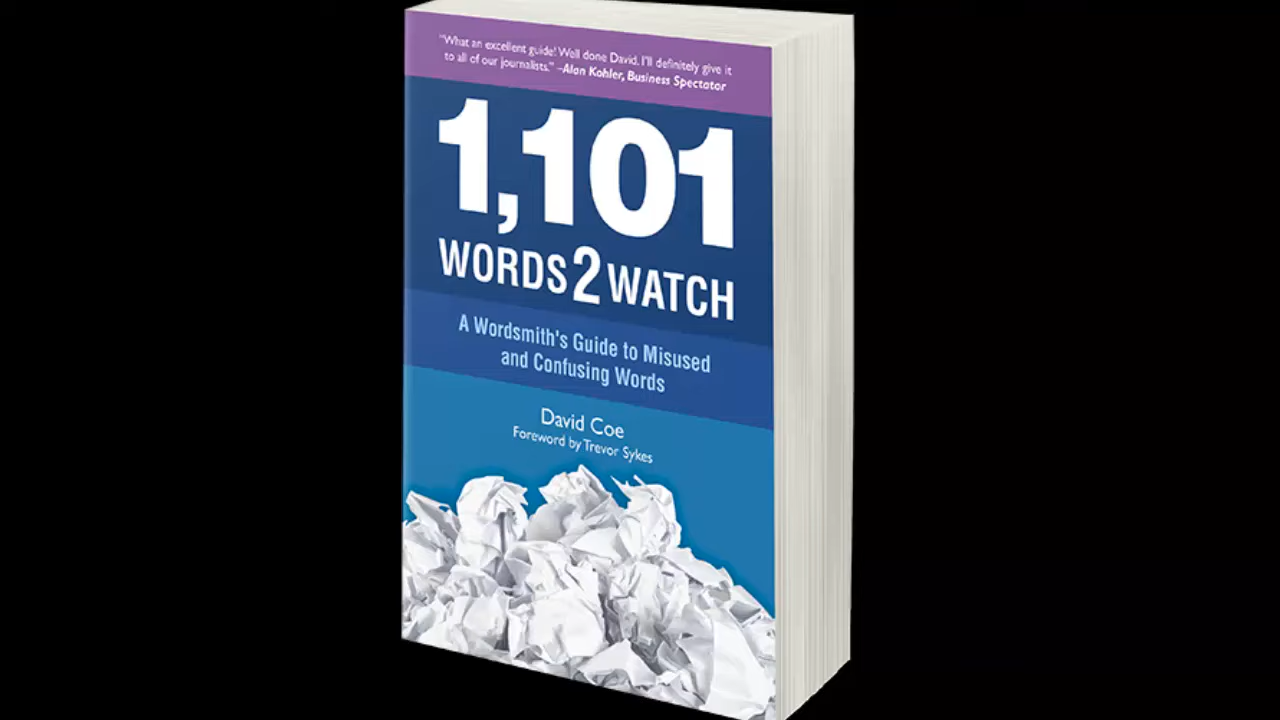 "What an excellent guide! Well done David. I'll definitely give it
to all of our journalists." –Alan Kohler, Business Spectator
1,101
WORDS 2 WATCH
A Wordsmith's Guide to Misused
and Confusing Words
David Coe
Foreword by Trevor Sykes